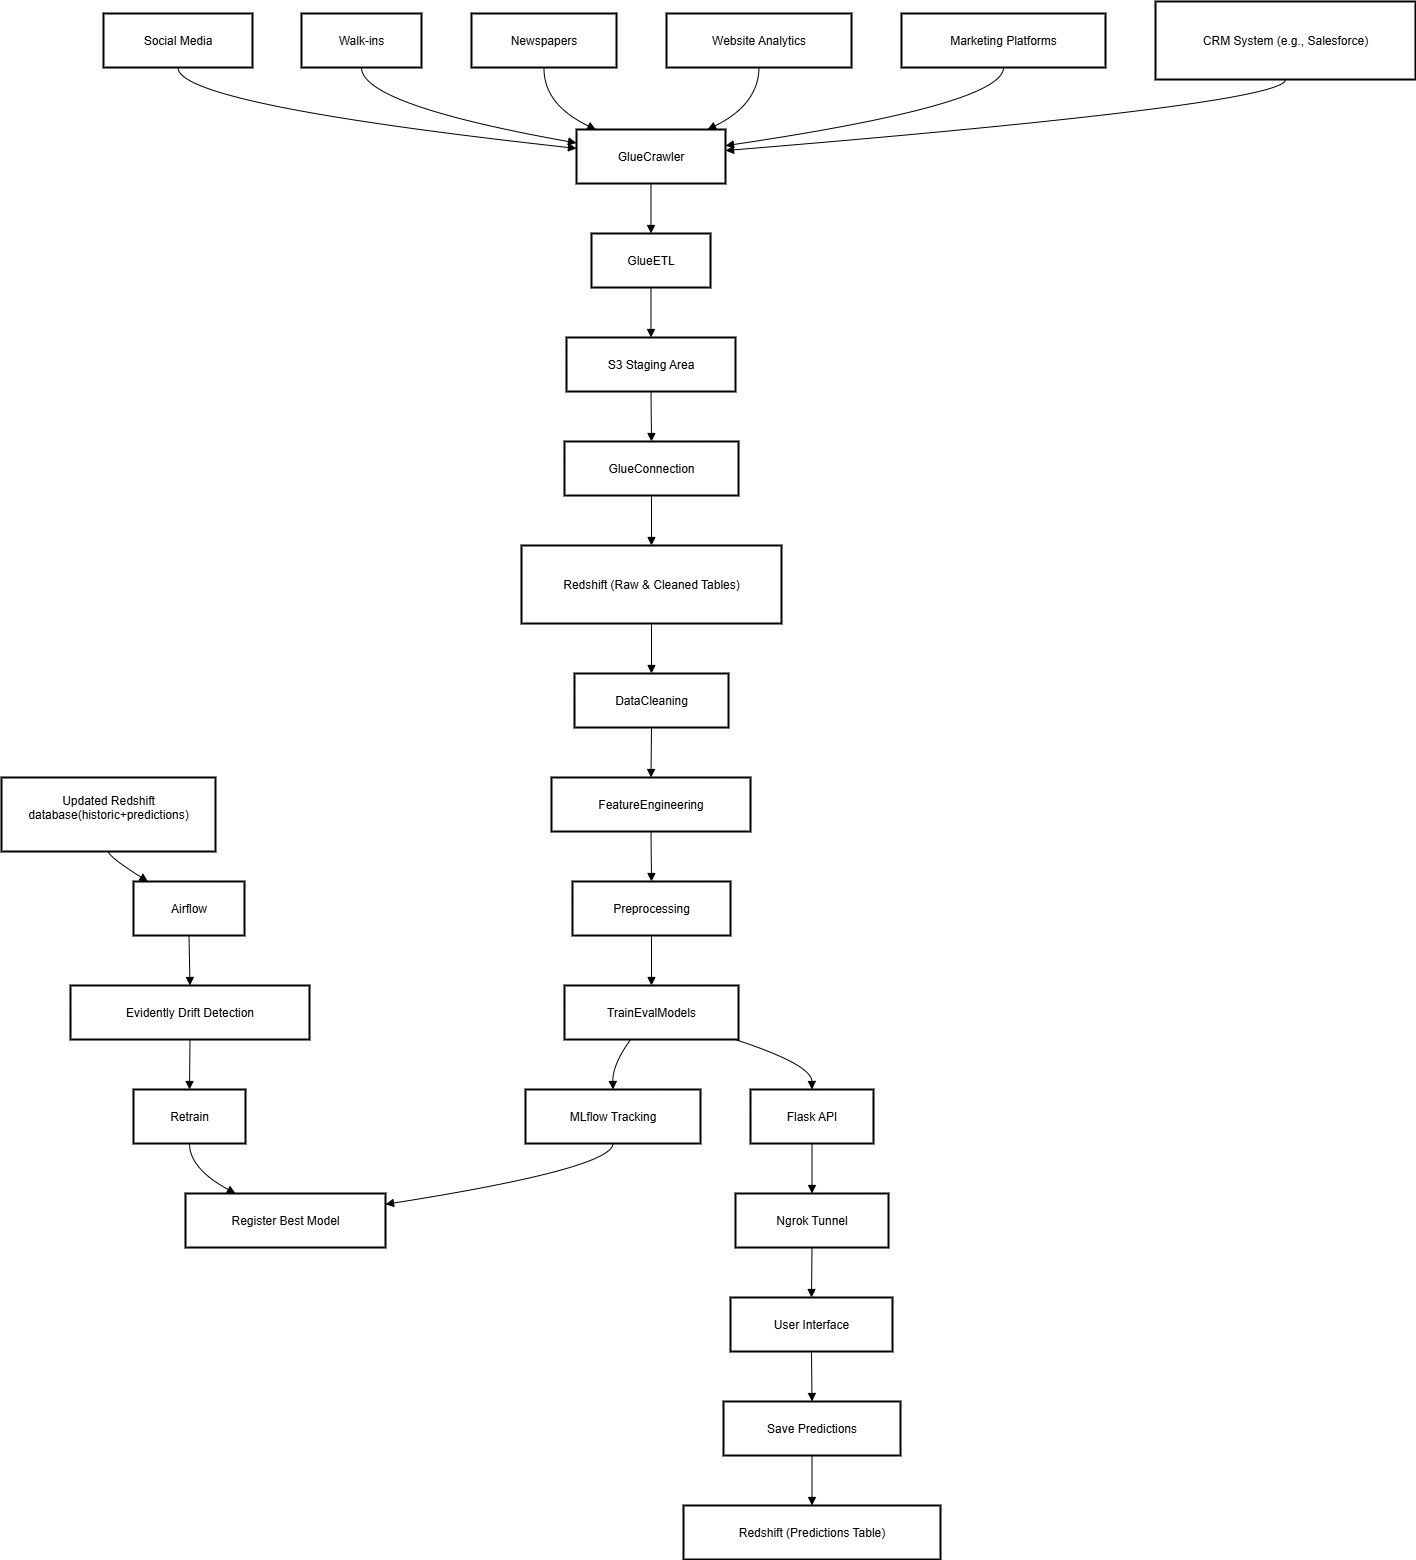 Social Media
Walk-ins
Newspapers
Website Analytics
Marketing Platforms
CRM System (e.g., Salesforce)
GlueCrawler
GlueETL
S3 Staging Area
GlueConnection
Redshift (Raw & Cleaned Tables)
DataCleaning
Updated Redshift
database(historic+predictions)
FeatureEngineering
Airflow
Preprocessing
Evidently Drift Detection
TrainEvalModels
Retrain
MLflow Tracking
Flask API
Register Best Model
Ngrok Tunnel
User Interface
Save Predictions
Redshift (Predictions Table)